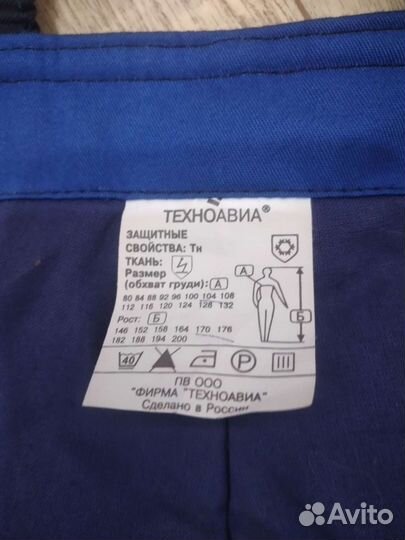 ТЕХНОАВИА®
ЗАЩИТНЫЕ
СВОЙСТВА: Тн
ТКАНЬ:
Размер
(обхват груди): А
80 84 88 92 96 100 104 108
112 116 120 124 128 132
Рост: Б
146 152 158 164 170 176
182 188 194 200
А
Б
40
P
ПВ ООО
"ФИРМА "ТЕХНОАВИА"
Сделано в России
Avito